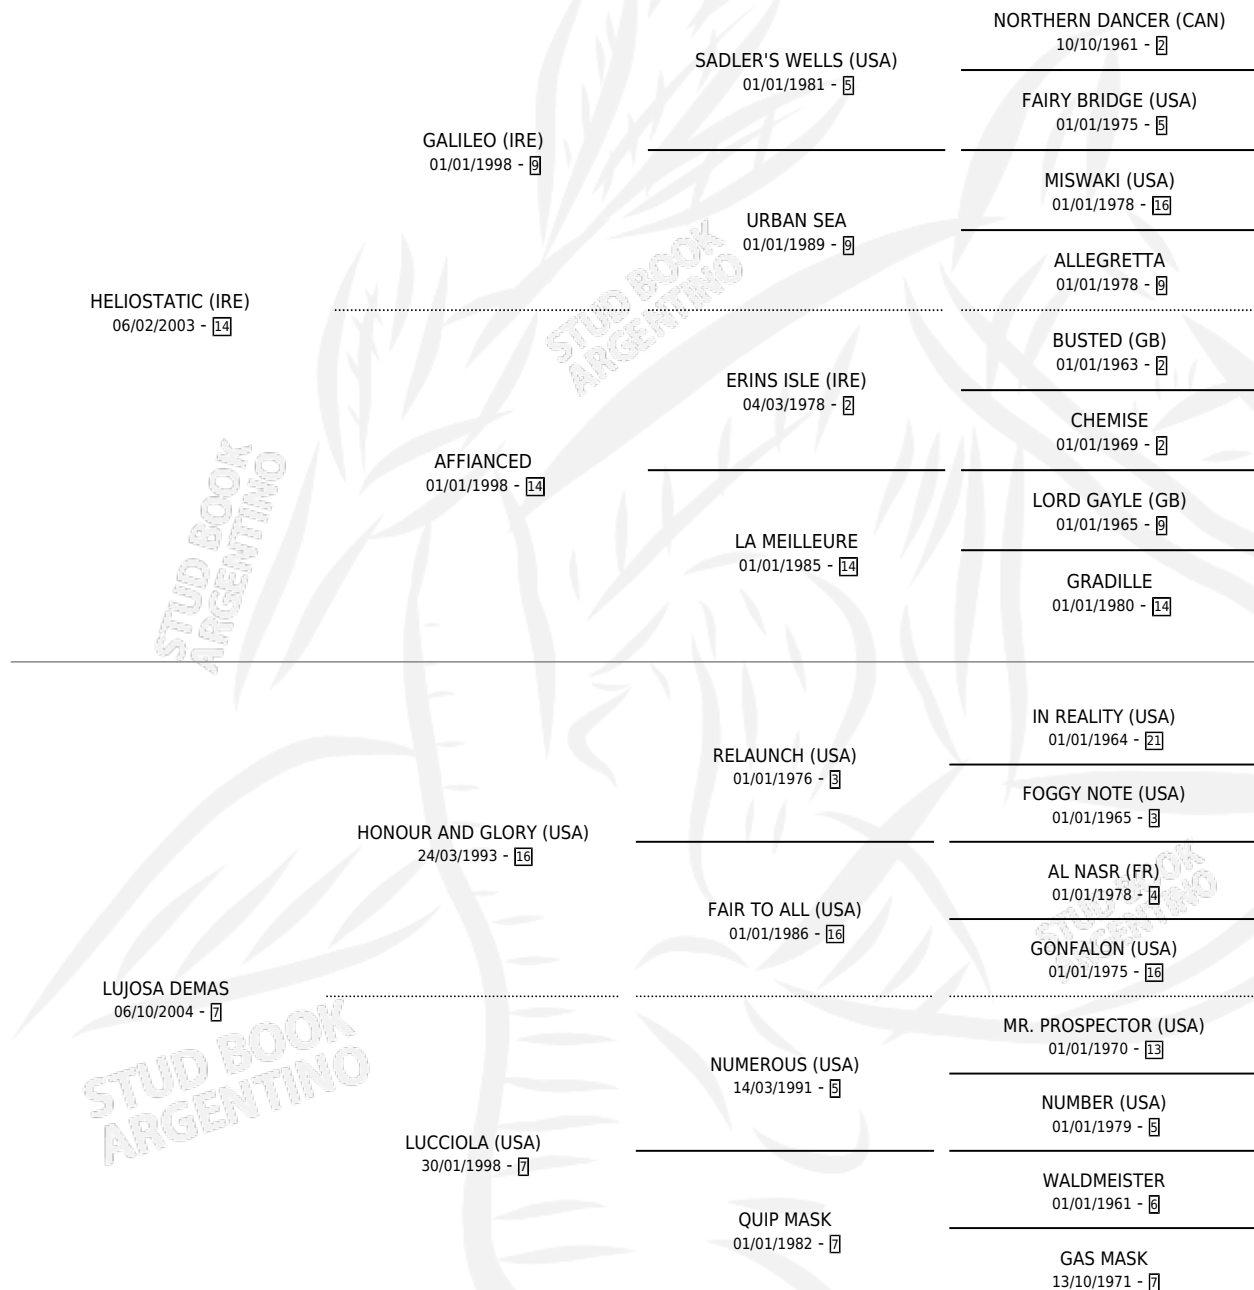 NORTHERN DANCER (CAN)
10/10/1961 - 2
SADLER'S WELLS (USA)
01/01/1981 - 5
FAIRY BRIDGE (USA)
01/01/1975 - 5
GALILEO (IRE)
01/01/1998 - 9
MISWAKI (USA)
01/01/1978 - 16
URBAN SEA
01/01/1989 - 9
ALLEGRETTA
01/01/1978 - 9
HELIOSTATIC (IRE)
06/02/2003 - 14
BUSTED (GB)
01/01/1963 - 2
ERINS ISLE (IRE)
04/03/1978 - 2
CHEMISE
01/01/1969 - 2
AFFIANCED
01/01/1998 - 14
LORD GAYLE (GB)
01/01/1965 - 9
LA MEILLEURE
01/01/1985 - 14
GRADILLE
01/01/1980 - 14
IN REALITY (USA)
01/01/1964 - 21
RELAUNCH (USA)
01/01/1976 - 3
FOGGY NOTE (USA)
01/01/1965 - 3
HONOUR AND GLORY (USA)
24/03/1993 - 16
AL NASR (FR)
01/01/1978 - 4
FAIR TO ALL (USA)
01/01/1986 - 16
GONFALON (USA)
01/01/1975 - 16
LUJOSA DEMAS
06/10/2004 - 7
MR. PROSPECTOR (USA)
01/01/1970 - 13
NUMEROUS (USA)
14/03/1991 - 5
NUMBER (USA)
01/01/1979 - 5
LUCCIOLA (USA)
30/01/1998 - 7
WALDMEISTER
01/01/1961 - 6
QUIP MASK
01/01/1982 - 7
GAS MASK
13/10/1971 - 7
STUD BOOK
ARGENTINO
STUD BOOK
ARGENTINO
STUD BOOK
ARGENTINO
STUD BOOK
ARGENTINO